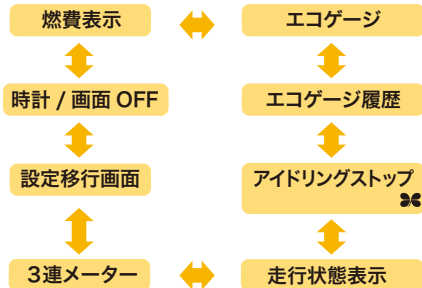 燃費表示
エコゲージ
時計 / 画面 OFF
エコゲージ履歴
設定移行画面
アイドリングストップ
3連メーター
走行状態表示